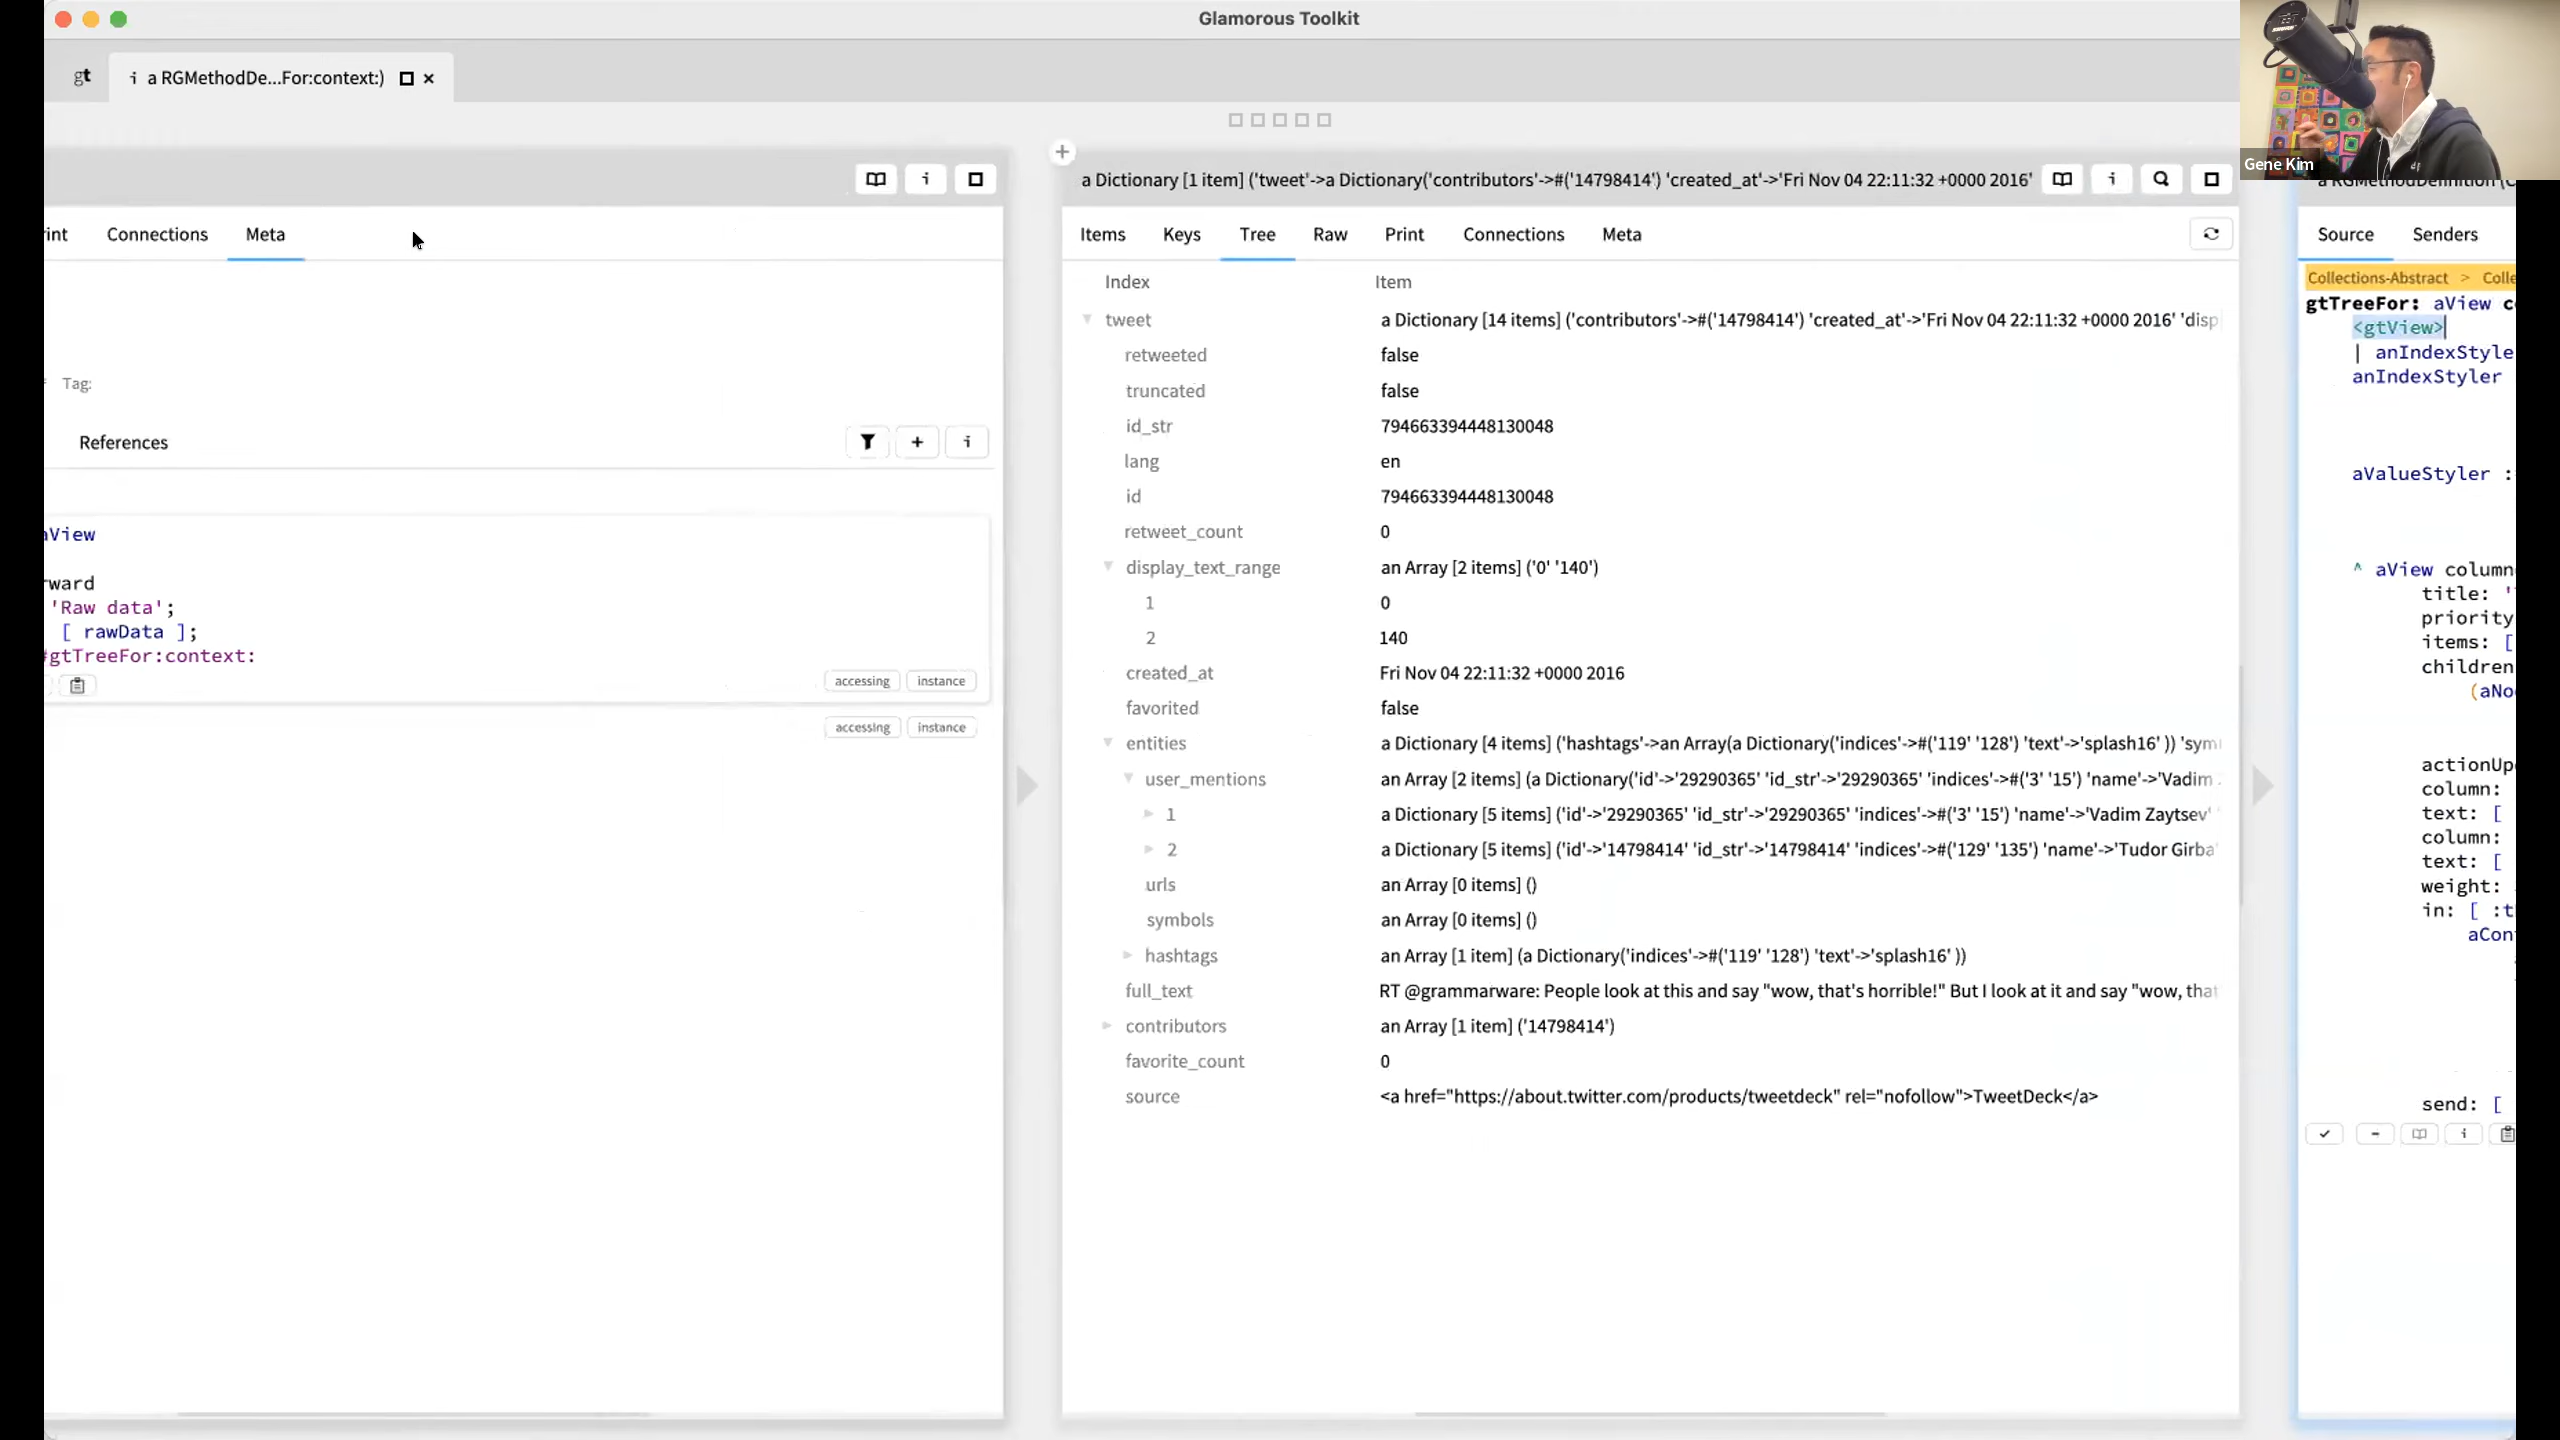 Glamorous Toolkit
gt
i a RGMethodDe...For:context:)
Gene Kim
Connections Meta
Tag:
References
aView
'Raw data';
[ rawData ];
#gtTreeFor:context:
accessing instance
accessing instance
a Dictionary [1 item] ('tweet'->a Dictionary('contributors'->#('14798414') 'created_at'->'Fri Nov 04 22:11:32 +0000 2016'
Items Keys Tree Raw Print Connections Meta
Index Item
tweet a Dictionary [14 items] ('contributors'->#('14798414') 'created_at'->'Fri Nov 04 22:11:32 +0000 2016' 'disp
retweeted false
truncated false
id_str 794663394448130048
lang en
id 794663394448130048
retweet_count 0
display_text_range an Array [2 items] ('0' '140')
1 0
2 140
created_at Fri Nov 04 22:11:32 +0000 2016
favorited false
entities a Dictionary [4 items] ('hashtags'->an Array(a Dictionary('indices'->#('119' '128') 'text'->'splash16' )) 'sym
user_mentions an Array [2 items] (a Dictionary('id'->'29290365' 'id_str'->'29290365' 'indices'->#('3' '15') 'name'->'Vadim
1 a Dictionary [5 items] ('id'->'29290365' 'id_str'->'29290365' 'indices'->#('3' '15') 'name'->'Vadim Zaytsev'
2 a Dictionary [5 items] ('id'->'14798414' 'id_str'->'14798414' 'indices'->#('129' '135') 'name'->'Tudor Girba'
urls an Array [0 items] ()
symbols an Array [0 items] ()
hashtags an Array [1 item] (a Dictionary('indices'->#('119' '128') 'text'->'splash16' ))
full_text RT @grammarware: People look at this and say "wow, that's horrible!" But I look at it and say "wow, that
contributors an Array [1 item] ('14798414')
favorite_count 0
source <a href="https://about.twitter.com/products/tweetdeck" rel="nofollow">TweetDeck</a>
Source Senders
Collections-Abstract > Colle
gtTreeFor: aView c
<gtView>
| anIndexStyle
anIndexStyler
aValueStyler :
^ aView column
title: '
priority
items: [
children
(aNo
actionUp
column:
text: [
column:
text: [
weight:
in: [ :t
aCon
send: [